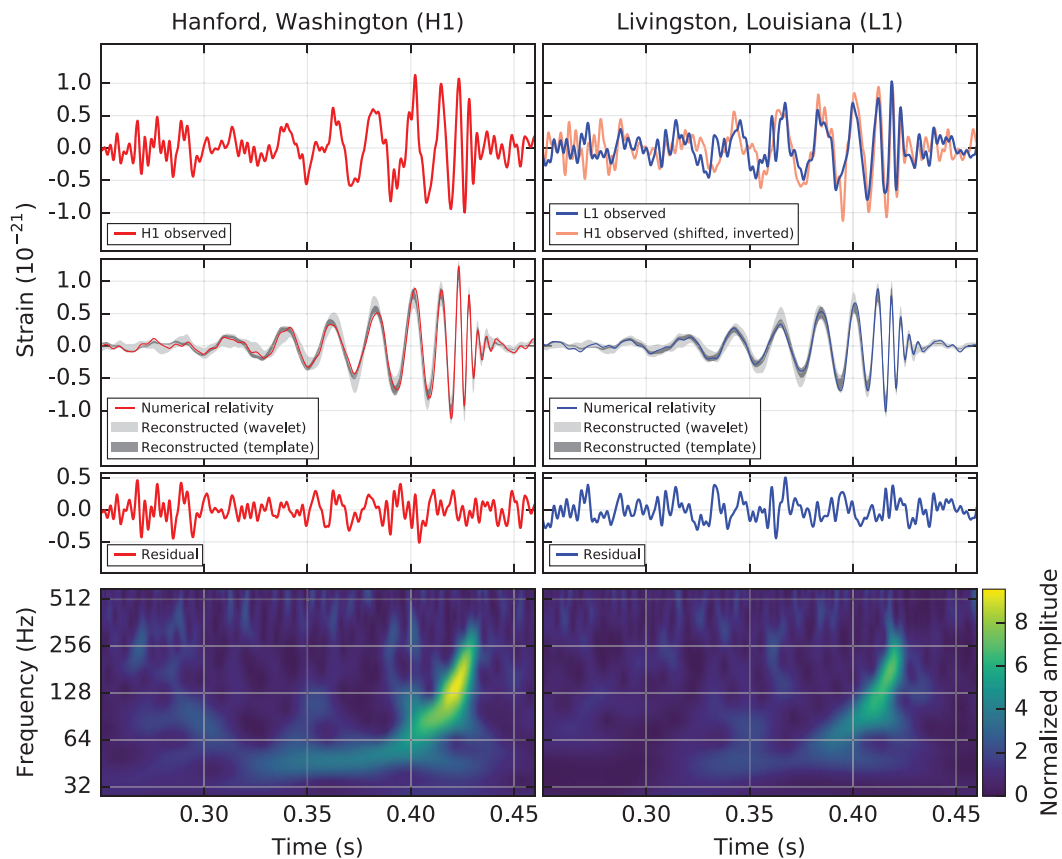 Hanford, Washington (H1)
Livingston, Louisiana (L1)
Strain (10⁻²¹)
1.0
0.5
0.0
-0.5
-1.0
H1 observed
L1 observed
H1 observed (shifted, inverted)
1.0
0.5
0.0
-0.5
-1.0
Numerical relativity
Reconstructed (wavelet)
Reconstructed (template)
Numerical relativity
Reconstructed (wavelet)
Reconstructed (template)
0.5
0.0
-0.5
Residual
Residual
Frequency (Hz)
512
256
128
64
32
Normalized amplitude
8
6
4
2
0
0.30
0.35
0.40
0.45
0.30
0.35
0.40
0.45
Time (s)
Time (s)